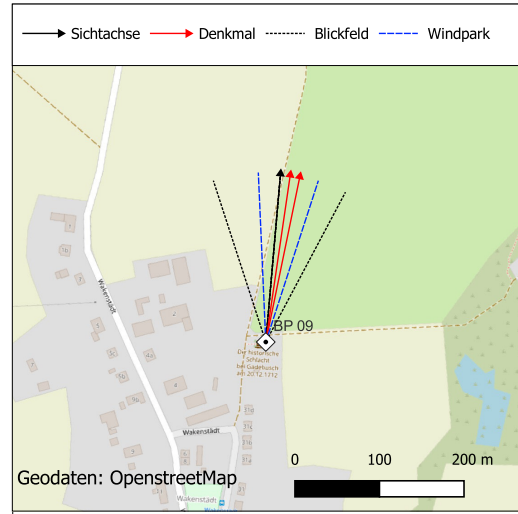 Sichtachse Denkmal Blickfeld Windpark
Wakenstädt
BP 09
Die historische
Schlacht
bei Gadebusch
am 20.12.1712
Wakenstädt
Geodaten: OpenstreetMap
0 100 200 m
Wakenstädt